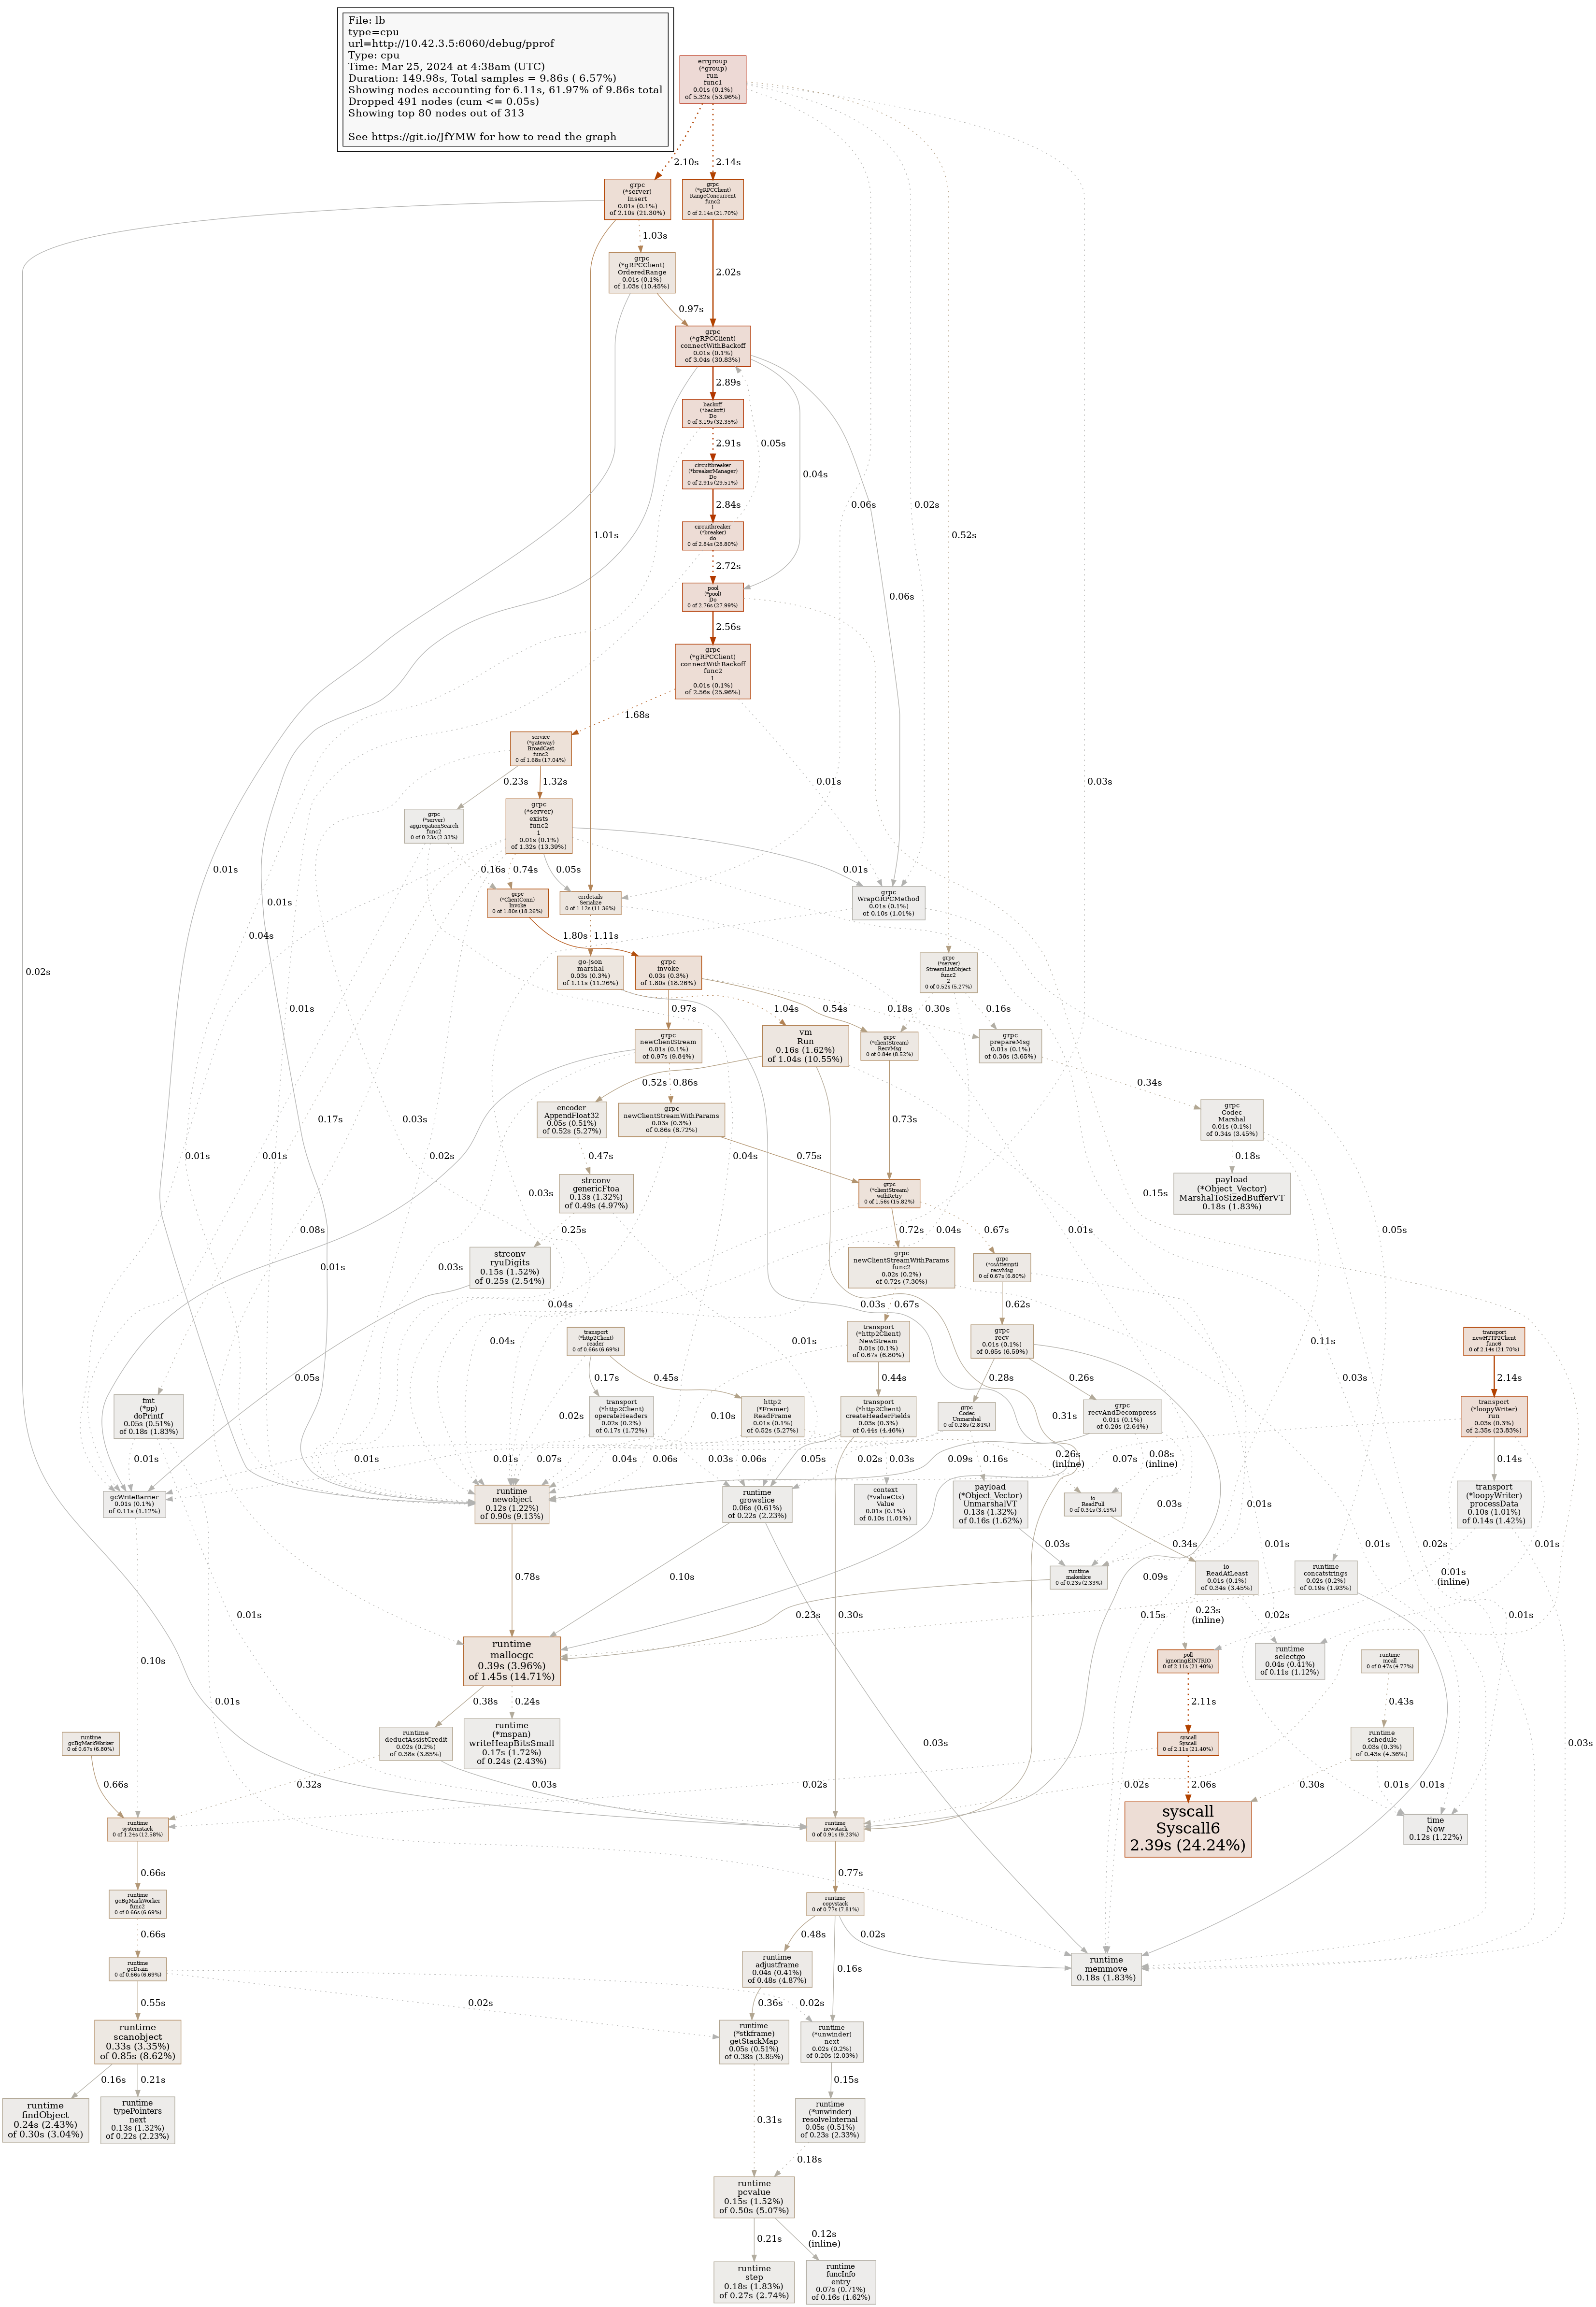 File: lb
type=cpu
url=http://10.42.3.5:6060/debug/pprof
Type: cpu
Time: Mar 25, 2024 at 4:38am (UTC)
Duration: 149.98s, Total samples = 9.86s ( 6.57%)
Showing nodes accounting for 6.11s, 61.97% of 9.86s total
Dropped 491 nodes (cum <= 0.05s)
Showing top 80 nodes out of 313
See https://git.io/JfYMW for how to read the graph
errgroup
(*group)
run
func1
0.01s (0.1%)
of 5.32s (53.96%)
2.10s
2.14s
grpc
(*server)
Insert
0.01s (0.1%)
of 2.10s (21.30%)
grpc
(*gRPCClient)
RangeConcurrent
func2
1
0 of 2.14s (21.70%)
1.03s
grpc
(*gRPCClient)
OrderedRange
0.01s (0.1%)
of 1.03s (10.45%)
2.02s
0.97s
grpc
(*gRPCClient)
connectWithBackoff
0.01s (0.1%)
of 3.04s (30.83%)
2.89s
backoff
(*backoff)
Do
0 of 3.19s (32.35%)
2.91s
0.05s
circuitbreaker
(*breakerManager)
Do
0 of 2.91s (29.51%)
0.04s
2.84s
0.06s
0.02s
circuitbreaker
(*breaker)
do
0 of 2.84s (28.80%)
1.01s
0.52s
2.72s
pool
(*pool)
Do
0 of 2.76s (27.99%)
0.06s
2.56s
grpc
(*gRPCClient)
connectWithBackoff
func2
1
0.01s (0.1%)
of 2.56s (25.96%)
1.68s
service
(*gateway)
BroadCast
func2
0 of 1.68s (17.04%)
0.23s
1.32s
0.01s
0.03s
grpc
(*server)
aggregationSearch
func2
0 of 0.23s (2.33%)
grpc
(*server)
exists
func2
1
0.01s (0.1%)
of 1.32s (13.39%)
0.01s
0.16s
0.74s
0.05s
0.01s
grpc
(*ClientConn)
Invoke
0 of 1.80s (18.26%)
errdetails
Serialize
0 of 1.12s (11.36%)
grpc
WrapGRPCMethod
0.01s (0.1%)
of 0.10s (1.01%)
0.01s
0.04s
1.80s
1.11s
0.02s
go-json
marshal
0.03s (0.3%)
of 1.11s (11.26%)
grpc
invoke
0.03s (0.3%)
of 1.80s (18.26%)
grpc
(*server)
StreamListObject
func2
2
0 of 0.52s (5.27%)
0.01s
0.97s
1.04s
0.54s
0.18s
0.30s
0.16s
grpc
newClientStream
0.01s (0.1%)
of 0.97s (9.84%)
vm
Run
0.16s (1.62%)
of 1.04s (10.55%)
grpc
(*clientStream)
RecvMsg
0 of 0.84s (8.52%)
grpc
prepareMsg
0.01s (0.1%)
of 0.36s (3.65%)
0.52s
0.86s
0.34s
encoder
AppendFloat32
0.05s (0.51%)
of 0.52s (5.27%)
grpc
newClientStreamWithParams
0.03s (0.3%)
of 0.86s (8.72%)
grpc
Codec
Marshal
0.01s (0.1%)
of 0.34s (3.45%)
0.17s
0.03s
0.73s
0.01s
0.01s
0.02s
0.47s
0.04s
0.75s
0.18s
strconv
genericFtoa
0.13s (1.32%)
of 0.49s (4.97%)
grpc
(*clientStream)
withRetry
0 of 1.56s (15.82%)
payload
(*Object_Vector)
MarshalToSizedBufferVT
0.18s (1.83%)
0.03s
0.15s
0.08s
0.25s
0.72s
0.04s
0.67s
0.01s
0.05s
strconv
ryuDigits
0.15s (1.52%)
of 0.25s (2.54%)
grpc
newClientStreamWithParams
func2
0.02s (0.2%)
of 0.72s (7.30%)
grpc
(*csAttempt)
recvMsg
0 of 0.67s (6.80%)
0.01s
0.03s
0.04s
0.03s
0.67s
0.62s
0.11s
transport
(*http2Client)
reader
0 of 0.66s (6.69%)
transport
(*http2Client)
NewStream
0.01s (0.1%)
of 0.67s (6.80%)
grpc
recv
0.01s (0.1%)
of 0.65s (6.59%)
transport
newHTTP2Client
func6
0 of 2.14s (21.70%)
0.04s
0.01s
0.05s
0.17s
0.45s
0.44s
0.28s
0.26s
0.03s
2.14s
fmt
(*pp)
doPrintf
0.05s (0.51%)
of 0.18s (1.83%)
transport
(*http2Client)
operateHeaders
0.02s (0.2%)
of 0.17s (1.72%)
http2
(*Framer)
ReadFrame
0.01s (0.1%)
of 0.52s (5.27%)
transport
(*http2Client)
createHeaderFields
0.03s (0.3%)
of 0.44s (4.46%)
grpc
Codec
Unmarshal
0 of 0.28s (2.84%)
grpc
recvAndDecompress
0.01s (0.1%)
of 0.26s (2.64%)
transport
(*loopyWriter)
run
0.03s (0.3%)
of 2.35s (23.83%)
0.02s
0.10s
0.31s
0.01s
0.01s
0.07s
0.04s
0.06s
0.03s
0.06s
0.05s
0.02s
0.03s
0.16s
0.09s
0.26s
(inline)
0.07s
0.08s
(inline)
0.14s
gcWriteBarrier
0.01s (0.1%)
of 0.11s (1.12%)
runtime
newobject
0.12s (1.22%)
of 0.90s (9.13%)
runtime
growslice
0.06s (0.61%)
of 0.22s (2.23%)
context
(*valueCtx)
Value
0.01s (0.1%)
of 0.10s (1.01%)
payload
(*Object_Vector)
UnmarshalVT
0.13s (1.32%)
of 0.16s (1.62%)
io
ReadFull
0 of 0.34s (3.45%)
transport
(*loopyWriter)
processData
0.10s (1.01%)
of 0.14s (1.42%)
0.03s
0.01s
0.03s
0.34s
0.01s
0.02s
0.01s
0.01s
0.01s
(inline)
0.78s
0.10s
runtime
makeslice
0 of 0.23s (2.33%)
io
ReadAtLeast
0.01s (0.1%)
of 0.34s (3.45%)
runtime
concatstrings
0.02s (0.2%)
of 0.19s (1.93%)
0.09s
0.01s
0.23s
0.30s
0.15s
0.23s
(inline)
0.02s
0.01s
runtime
mallocgc
0.39s (3.96%)
of 1.45s (14.71%)
poll
ignoringEINTRIO
0 of 2.11s (21.40%)
runtime
selectgo
0.04s (0.41%)
of 0.11s (1.12%)
runtime
mcall
0 of 0.47s (4.77%)
0.10s
0.01s
0.38s
0.24s
2.11s
0.43s
runtime
gcBgMarkWorker
0 of 0.67s (6.80%)
runtime
deductAssistCredit
0.02s (0.2%)
of 0.38s (3.85%)
runtime
(*mspan)
writeHeapBitsSmall
0.17s (1.72%)
of 0.24s (2.43%)
0.03s
syscall
Syscall
0 of 2.11s (21.40%)
runtime
schedule
0.03s (0.3%)
of 0.43s (4.36%)
0.03s
0.66s
0.32s
0.03s
0.02s
0.02s
2.06s
0.30s
0.01s
0.01s
runtime
systemstack
0 of 1.24s (12.58%)
runtime
newstack
0 of 0.91s (9.23%)
syscall
Syscall6
2.39s (24.24%)
time
Now
0.12s (1.22%)
0.66s
0.77s
runtime
gcBgMarkWorker
func2
0 of 0.66s (6.69%)
runtime
copystack
0 of 0.77s (7.81%)
0.66s
0.48s
0.02s
runtime
gcDrain
0 of 0.66s (6.69%)
runtime
adjustframe
0.04s (0.41%)
of 0.48s (4.87%)
0.16s
runtime
memmove
0.18s (1.83%)
0.55s
0.02s
0.36s
0.02s
runtime
scanobject
0.33s (3.35%)
of 0.85s (8.62%)
runtime
(*stkframe)
getStackMap
0.05s (0.51%)
of 0.38s (3.85%)
runtime
(*unwinder)
next
0.02s (0.2%)
of 0.20s (2.03%)
0.16s
0.21s
0.15s
runtime
findObject
0.24s (2.43%)
of 0.30s (3.04%)
runtime
typePointers
next
0.13s (1.32%)
of 0.22s (2.23%)
0.31s
runtime
(*unwinder)
resolveInternal
0.05s (0.51%)
of 0.23s (2.33%)
0.18s
runtime
pcvalue
0.15s (1.52%)
of 0.50s (5.07%)
0.21s
0.12s
(inline)
runtime
step
0.18s (1.83%)
of 0.27s (2.74%)
runtime
funcInfo
entry
0.07s (0.71%)
of 0.16s (1.62%)